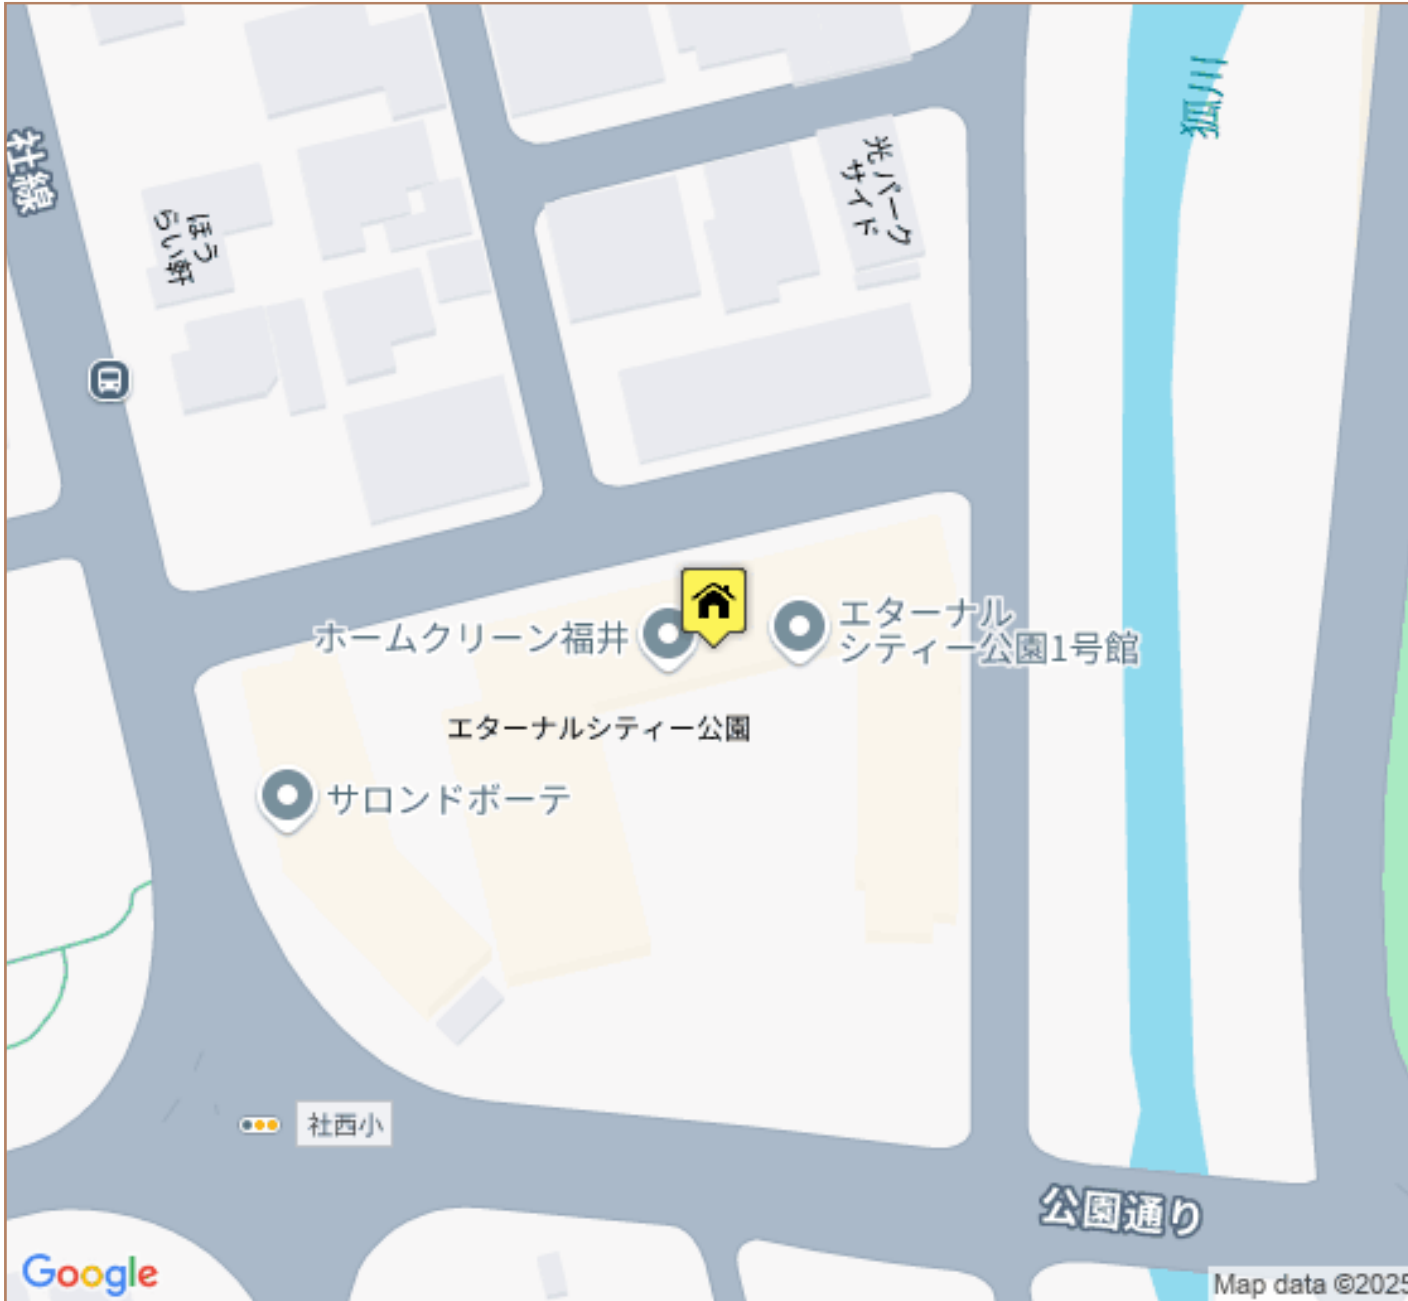 狐川
社線
光パーク
サイド
ほう
らい軒
エターナル
シティー公園1号館
ホームクリーン福井
エターナルシティー公園
サロンドボーテ
社西小
公園通り
Google
Map data ©2025